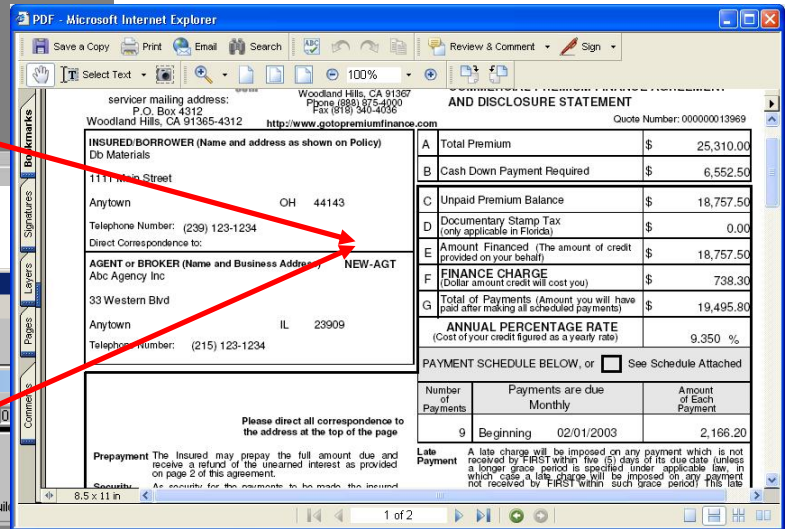 PDF - Microsoft Internet Explorer
Save a Copy Print Email Search Review & Comment Sign
Select Text 100%
Bookmarks
Signatures
Layers
Pages
Comments
servicer mailing address:
P.O. Box 4312
Woodland Hills, CA 91365-4312
Woodland Hills, CA 91367
Phone (888) 875-4000
Fax (818) 340-4036
http://www.gotopremiumfinance.com
AND DISCLOSURE STATEMENT
Quote Number: 000000013969
INSURED/BORROWER (Name and address as shown on Policy)
Db Materials
1111 Main Street
Anytown OH 44143
Telephone Number: (239) 123-1234
Direct Correspondence to:
AGENT or BROKER (Name and Business Address) NEW-AGT
Abc Agency Inc
33 Western Blvd
Anytown IL 23909
Telephone Number: (215) 123-1234
Please direct all correspondence to
the address at the top of the page
Prepayment The Insured may prepay the full amount due and
receive a refund of the unearned interest as provided
on page 2 of this agreement.
Security As security for the payments to be made, the insured
A Total Premium $ 25,310.00
B Cash Down Payment Required $ 6,552.50
C Unpaid Premium Balance $ 18,757.50
D Documentary Stamp Tax
(only applicable in Florida) $ 0.00
E Amount Financed (The amount of credit
provided on your behalf) $ 18,757.50
F FINANCE CHARGE
(Dollar amount credit will cost you) $ 738.30
G Total of Payments (Amount you will have
paid after making all scheduled payments) $ 19,495.80
ANNUAL PERCENTAGE RATE
(Cost of your credit figured as a yearly rate) 9.350 %
PAYMENT SCHEDULE BELOW, or See Schedule Attached
Number
of
Payments
Payments are due
Monthly
Amount
of Each
Payment
9 Beginning 02/01/2003 2,166.20
Late
Payment
A late charge will be imposed on any payment which is not
received by FIRST within five (5) days of its due date (unless
a longer grace period is specified under applicable law, in
which case a late charge will be imposed on any payment
not received by FIRST within such grace period) This late
8.5 x 11 in
1 of 2